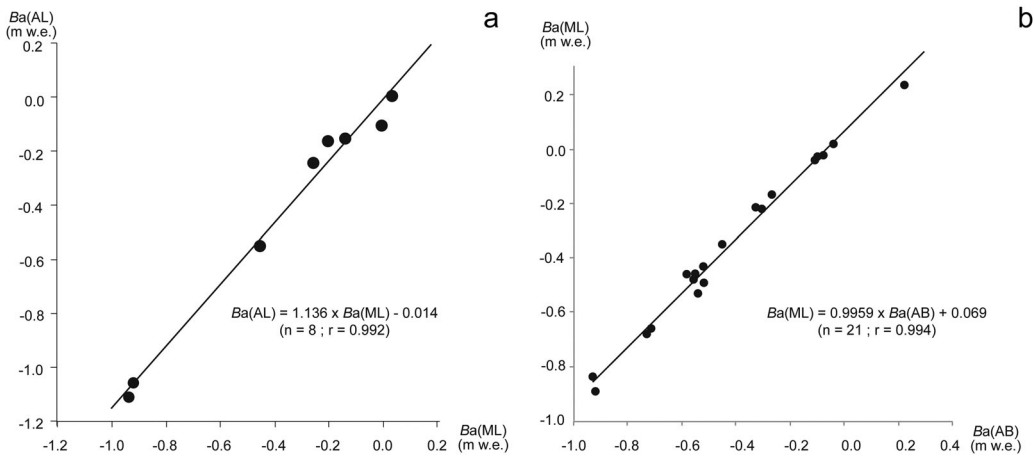 Ba(AL)
(m w.e.)
a
0.2
0.0
-0.2
-0.4
-0.6
-0.8
-1.0
-1.2
Ba(AL) = 1.136 x Ba(ML) - 0.014
(n = 8 ; r = 0.992)
-1.2
-1.0
-0.8
-0.6
-0.4
-0.2
0.0
0.2
Ba(ML)
(m w.e.)
Ba(ML)
(m w.e.)
b
0.2
0.0
-0.2
-0.4
-0.6
-0.8
-1.0
Ba(ML) = 0.9959 x Ba(AB) + 0.069
(n = 21 ; r = 0.994)
-1.0
-0.8
-0.6
-0.4
-0.2
0.0
0.2
0.4
Ba(AB)
(m w.e.)